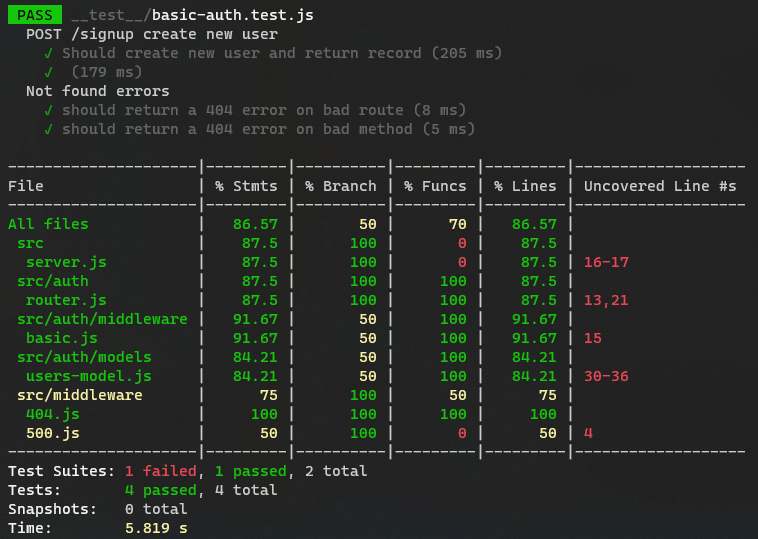 PASS __test__/basic-auth.test.js
POST /signup create new user
✓ Should create new user and return record (205 ms)
✓ (179 ms)
Not found errors
✓ should return a 404 error on bad route (8 ms)
✓ should return a 404 error on bad method (5 ms)
---------------------|---------|----------|---------|---------|-------------------
File | % Stmts | % Branch | % Funcs | % Lines | Uncovered Line #s
---------------------|---------|----------|---------|---------|-------------------
All files | 86.57 | 50 | 70 | 86.57 |
src | 87.5 | 100 | 0 | 87.5 |
server.js | 87.5 | 100 | 0 | 87.5 | 16-17
src/auth | 87.5 | 100 | 100 | 87.5 |
router.js | 87.5 | 100 | 100 | 87.5 | 13,21
src/auth/middleware | 91.67 | 50 | 100 | 91.67 |
basic.js | 91.67 | 50 | 100 | 91.67 | 15
src/auth/models | 84.21 | 50 | 100 | 84.21 |
users-model.js | 84.21 | 50 | 100 | 84.21 | 30-36
src/middleware | 75 | 100 | 50 | 75 |
404.js | 100 | 100 | 100 | 100 |
500.js | 50 | 100 | 0 | 50 | 4
---------------------|---------|----------|---------|---------|-------------------
Test Suites: 1 failed, 1 passed, 2 total
Tests: 4 passed, 4 total
Snapshots: 0 total
Time: 5.819 s